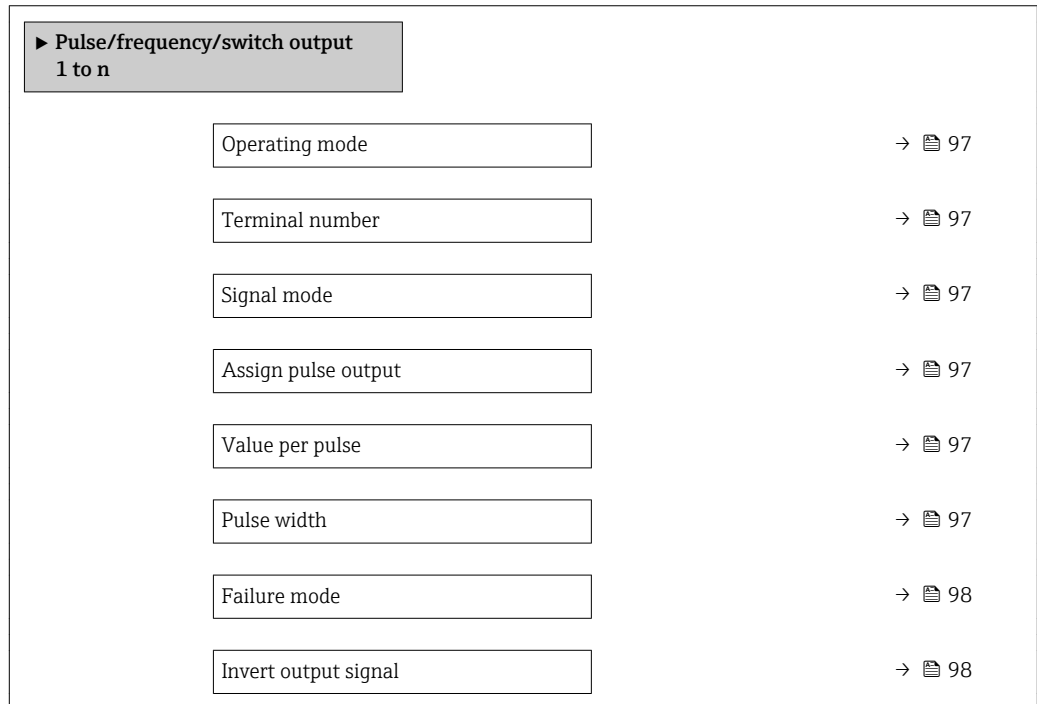 ► Pulse/frequency/switch output
1 to n
Operating mode → 97
Terminal number → 97
Signal mode → 97
Assign pulse output → 97
Value per pulse → 97
Pulse width → 97
Failure mode → 98
Invert output signal → 98